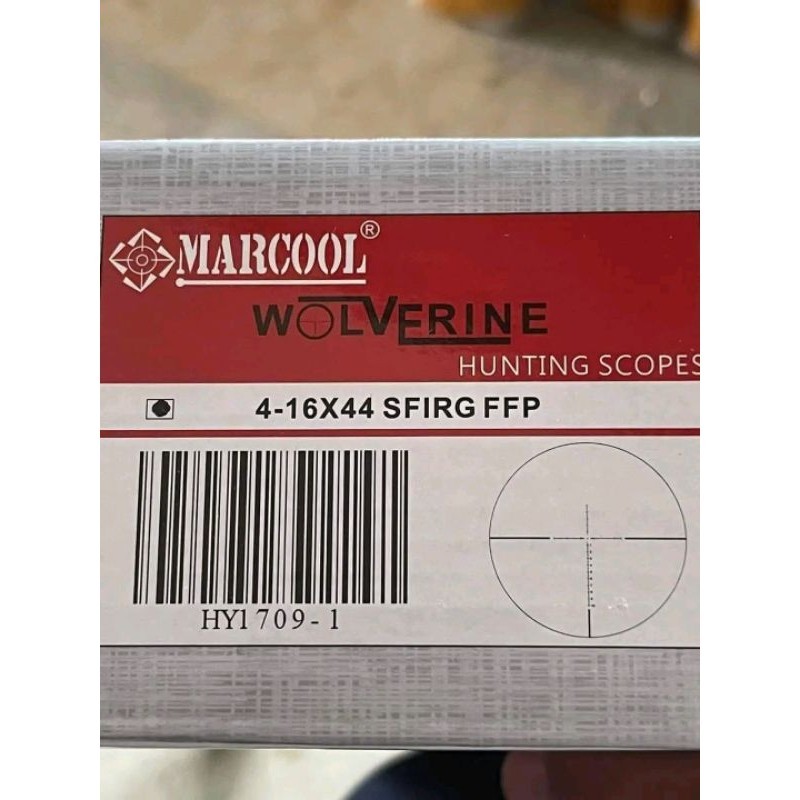 MARCOOL®
WOLVERINE
HUNTING SCOPES
4-16X44 SFIRG FFP
HY1709-1